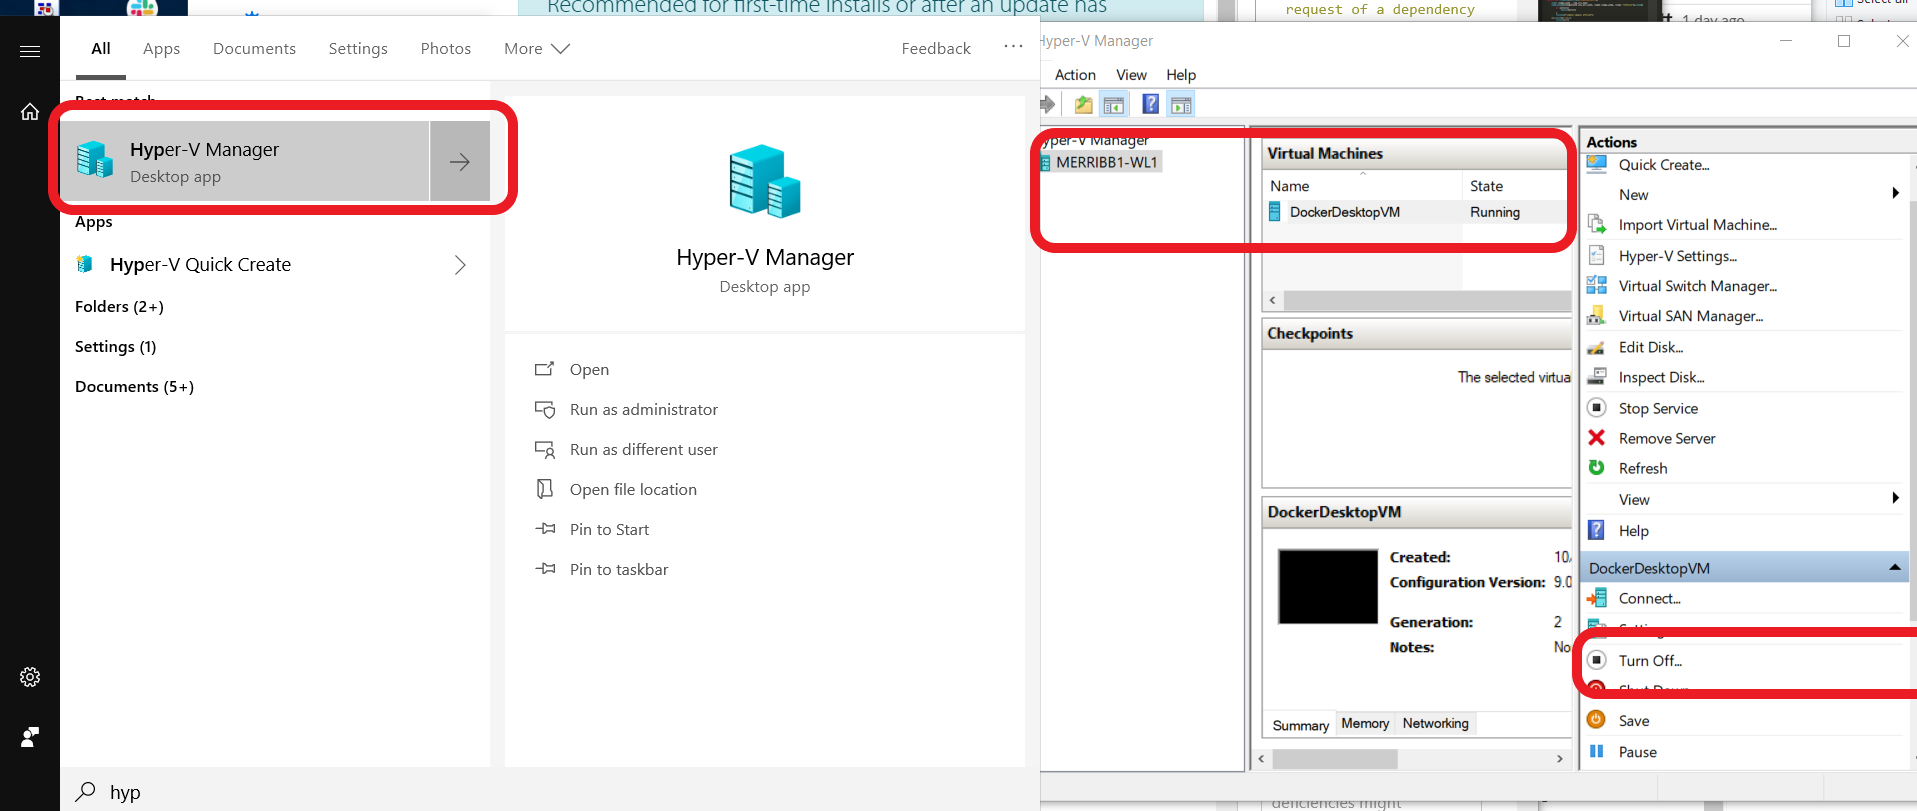 Recommended for first-time installs or after an update has
request of a dependency
1 day ago
All
Apps
Documents
Settings
Photos
More
Feedback
Best match
Hyper-V Manager
Desktop app
Apps
Hyper-V Quick Create
Folders (2+)
Settings (1)
Documents (5+)
hyp
Hyper-V Manager
Desktop app
Open
Run as administrator
Run as different user
Open file location
Pin to Start
Pin to taskbar
Hyper-V Manager
Action View Help
Hyper-V Manager
MERRIBB1-WL1
Virtual Machines
Name State
DockerDesktopVM Running
Checkpoints
The selected virtua
DockerDesktopVM
Created: 10/
Configuration Version: 9.0
Generation: 2
Notes: No
Summary Memory Networking
Actions
Quick Create...
New
Import Virtual Machine...
Hyper-V Settings...
Virtual Switch Manager...
Virtual SAN Manager...
Edit Disk...
Inspect Disk...
Stop Service
Remove Server
Refresh
View
Help
DockerDesktopVM
Connect...
Turn Off...
Shut Down...
Save
Pause
deficiencies might